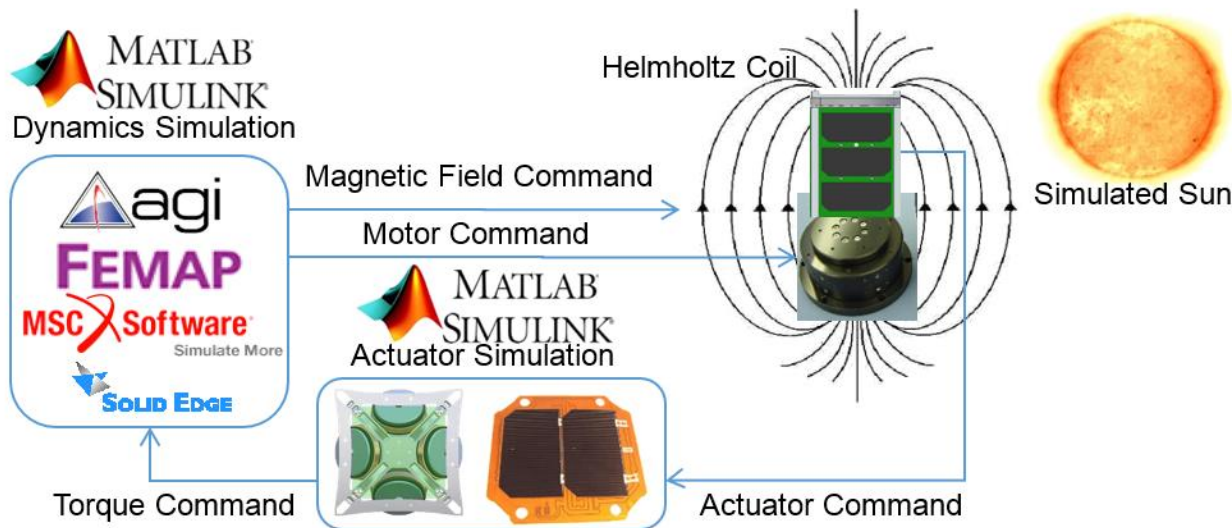 MATLAB
SIMULINK®
Dynamics Simulation
agi
FEMAP
MSC Software®
Simulate More
SOLID EDGE
Magnetic Field Command
Motor Command
MATLAB
SIMULINK®
Actuator Simulation
Torque Command
Actuator Command
Helmholtz Coil
Simulated Sun